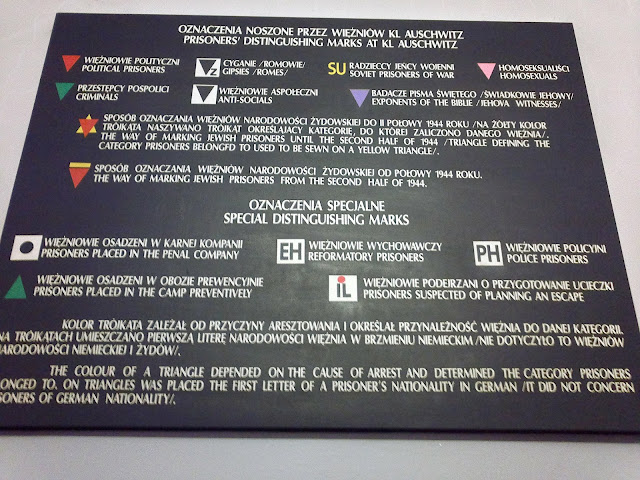 OZNACZENIA NOSZONE PRZEZ WIĘŹNIÓW KL AUSCHWITZ
PRISONERS' DISTINGUISHING MARKS AT KL AUSCHWITZ
WIĘŹNIOWIE POLITYCZNI
POLITICAL PRISONERS
Z
CYGANIE /ROMOWIE/
GIPSIES /ROMES/
SU
RADZIECCY JEŃCY WOJENNI
SOVIET PRISONERS OF WAR
HOMOSEKSUALIŚCI
HOMOSEXUALS
PRZESTĘPCY POSPOLICI
CRIMINALS
WIĘŹNIOWIE ASPOŁECZNI
ANTI-SOCIALS
BADACZE PISMA ŚWIĘTEGO /ŚWIADKOWIE JEHOWY/
EXPONENTS OF THE BIBLIE /JEHOVA WITNESSES/
SPOSÓB OZNACZANIA WIĘŹNIÓW NARODOWOŚCI ŻYDOWSKIEJ DO II POŁOWY 1944 ROKU /NA ŻÓŁTY KOLOR
TRÓJKĄTA NASZYWANO TRÓJKĄT OKREŚLAJĄCY KATEGORIĘ, DO KTÓREJ ZALICZONO DANEGO WIĘŹNIA/.
THE WAY OF MARKING JEWISH PRISONERS UNTIL THE SECOND HALF OF 1944 /TRIANGLE DEFINING THE
CATEGORY PRISONERS BELONGFD TO USED TO BE SEWN ON A YELLOW TRIANGLE/.
SPOSÓB OZNACZANIA WIĘŹNIÓW NARODOWOŚCI ŻYDOWSKIEJ OD POŁOWY 1944 ROKU.
THE WAY OF MARKING JEWISH PRISONERS FROM THE SECOND HALF OF 1944.
OZNACZENIA SPECJALNE
SPECIAL DISTINGUISHING MARKS
WIĘŹNIOWIE OSADZENI W KARNEJ KOMPANII
PRISONERS PLACED IN THE PENAL COMPANY
EH
WIĘŹNIOWIE WYCHOWAWCZY
REFORMATORY PRISONERS
PH
WIĘŹNIOWIE POLICYJNI
POLICE PRISONERS
WIĘŹNIOWIE OSADZENI W OBOZIE PREWENCYJNIE
PRISONERS PLACED IN THE CAMP PREVENTIVELY
iL
WIĘŹNIOWIE PODEJRZANI O PRZYGOTOWANIE UCIECZKI
PRISONERS SUSPECTED OF PLANNING AN ESCAPE
KOLOR TRÓJKĄTA ZALEŻAŁ OD PRZYCZYNY ARESZTOWANIA I OKREŚLAŁ PRZYNALEŻNOŚĆ WIĘŹNIA DO DANEJ KATEGORII.
NA TRÓJKĄTACH UMIESZCZANO PIERWSZĄ LITERĘ NARODOWOŚCI WIĘŹNIA W BRZMIENIU NIEMIECKIM /NIE DOTYCZYŁO TO WIĘŹNIÓW
NARODOWOŚCI NIEMIECKIEJ I ŻYDÓW/.
THE COLOUR OF A TRIANGLE DEPENDED ON THE CAUSE OF ARREST AND DETERMINED THE CATEGORY PRISONERS
ONGED TO. ON TRIANGLES WAS PLACED THE FIRST LETTER OF A PRISONER'S NATIONALITY IN GERMAN /IT DID NOT CONCERN
SONERS OF GERMAN NATIONALITY/.